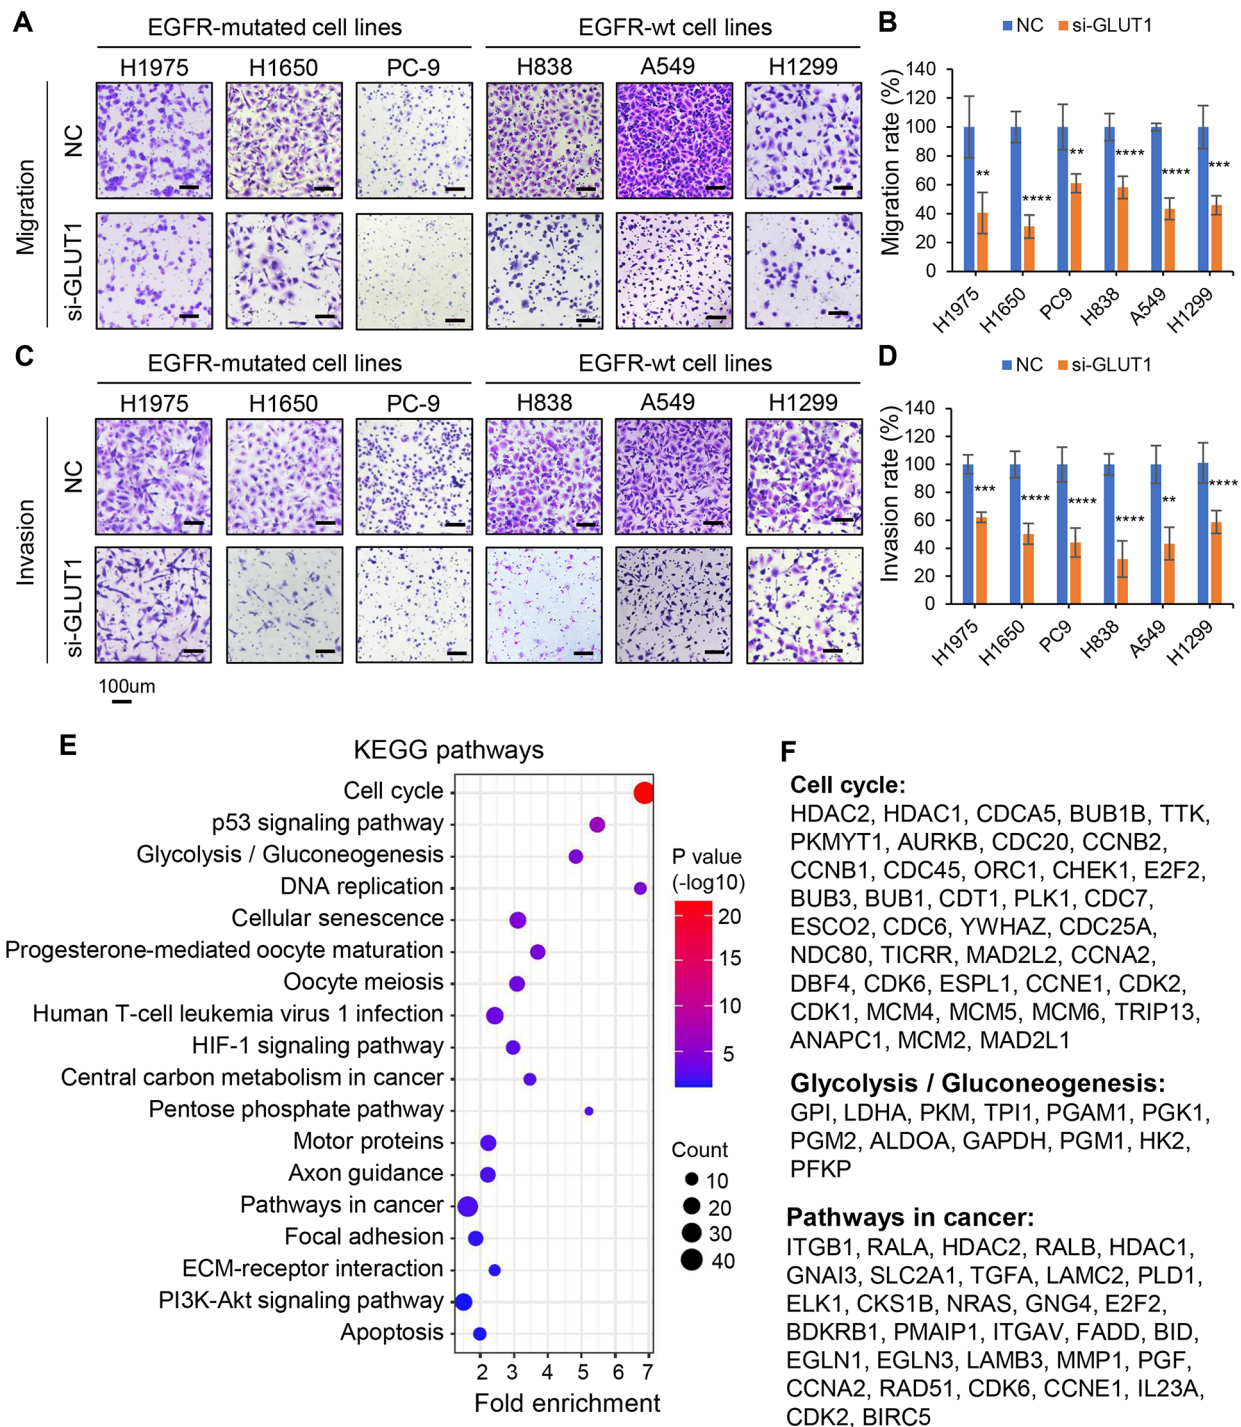 A
EGFR-mutated cell lines
EGFR-wt cell lines
H1975 H1650 PC-9 H838 A549 H1299
Migration
NC
si-GLUT1
B
NC si-GLUT1
Migration rate (%)
140
120
100
80
60
40
20
0
** **** ** **** **** ***
H1975 H1650 PC9 H838 A549 H1299
C
EGFR-mutated cell lines
EGFR-wt cell lines
H1975 H1650 PC-9 H838 A549 H1299
Invasion
NC
si-GLUT1
100um
D
NC si-GLUT1
Invasion rate (%)
140
120
100
80
60
40
20
0
*** **** **** **** ** ****
H1975 H1650 PC9 H838 A549 H1299
E
KEGG pathways
Cell cycle
p53 signaling pathway
Glycolysis / Gluconeogenesis
DNA replication
Cellular senescence
Progesterone-mediated oocyte maturation
Oocyte meiosis
Human T-cell leukemia virus 1 infection
HIF-1 signaling pathway
Central carbon metabolism in cancer
Pentose phosphate pathway
Motor proteins
Axon guidance
Pathways in cancer
Focal adhesion
ECM-receptor interaction
PI3K-Akt signaling pathway
Apoptosis
2 3 4 5 6 7
Fold enrichment
P value
(-log10)
20
15
10
5
Count
10
20
30
40
F
Cell cycle:
HDAC2, HDAC1, CDCA5, BUB1B, TTK,
PKMYT1, AURKB, CDC20, CCNB2,
CCNB1, CDC45, ORC1, CHEK1, E2F2,
BUB3, BUB1, CDT1, PLK1, CDC7,
ESCO2, CDC6, YWHAZ, CDC25A,
NDC80, TICRR, MAD2L2, CCNA2,
DBF4, CDK6, ESPL1, CCNE1, CDK2,
CDK1, MCM4, MCM5, MCM6, TRIP13,
ANAPC1, MCM2, MAD2L1
Glycolysis / Gluconeogenesis:
GPI, LDHA, PKM, TPI1, PGAM1, PGK1,
PGM2, ALDOA, GAPDH, PGM1, HK2,
PFKP
Pathways in cancer:
ITGB1, RALA, HDAC2, RALB, HDAC1,
GNAI3, SLC2A1, TGFA, LAMC2, PLD1,
ELK1, CKS1B, NRAS, GNG4, E2F2,
BDKRB1, PMAIP1, ITGAV, FADD, BID,
EGLN1, EGLN3, LAMB3, MMP1, PGF,
CCNA2, RAD51, CDK6, CCNE1, IL23A,
CDK2, BIRC5